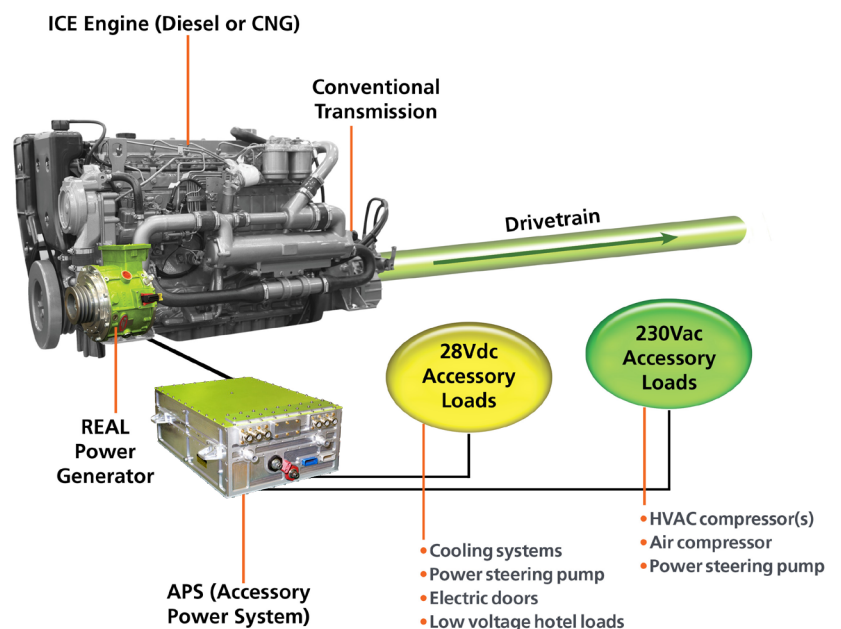 ICE Engine (Diesel or CNG)
Conventional
Transmission
Drivetrain
28Vdc
Accessory
Loads
230Vac
Accessory
Loads
REAL
Power
Generator
APS (Accessory
Power System)
•Cooling systems
•Power steering pump
•Electric doors
•Low voltage hotel loads
•HVAC compressor(s)
•Air compressor
•Power steering pump